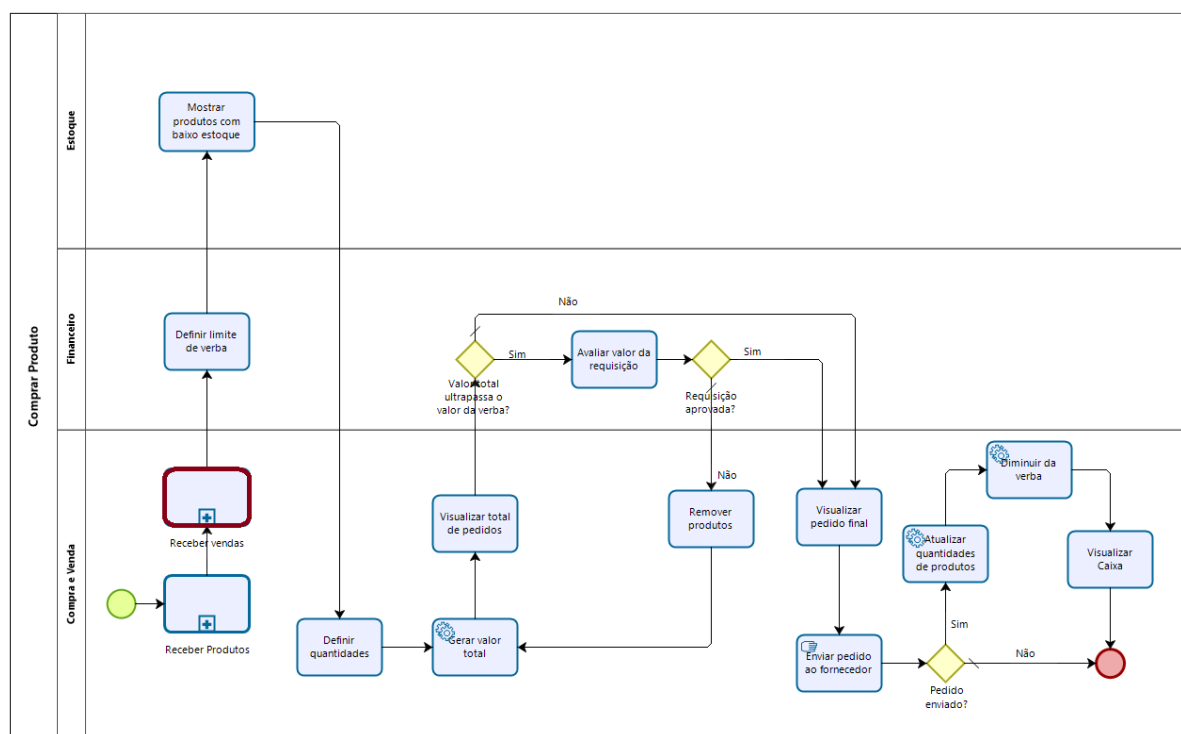 Comprar Produto
Estoque
Mostrar
produtos com
baixo estoque
Financeiro
Definir limite
de verba
Não
Valor total
ultrapassa o
valor da verba?
Sim
Avaliar valor da
requisição
Requisição
aprovada?
Sim
Compra e Venda
Receber vendas
Receber Produtos
Definir
quantidades
Gerar valor
total
Visualizar total
de pedidos
Não
Remover
produtos
Visualizar
pedido final
Enviar pedido
ao fornecedor
Pedido
enviado?
Sim
Não
Atualizar
quantidades
de produtos
Diminuir da
verba
Visualizar
Caixa